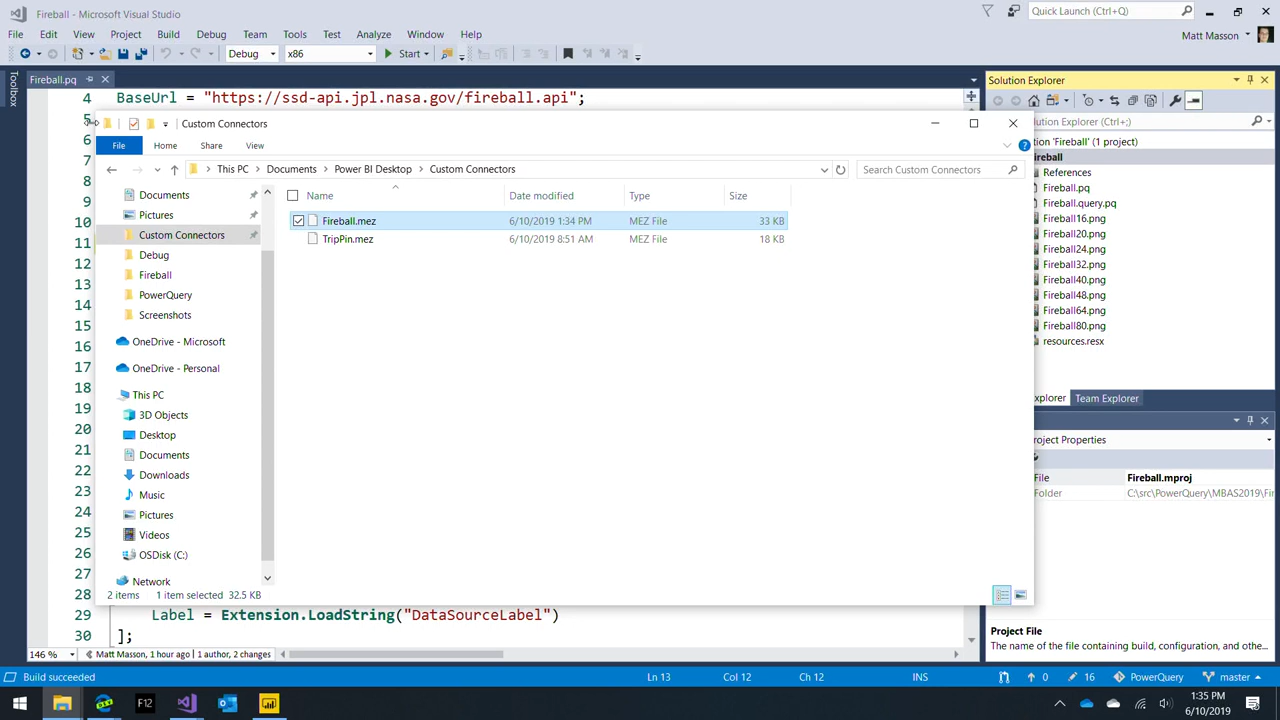 Fireball - Microsoft Visual Studio
Quick Launch (Ctrl+Q)
File Edit View Project Build Debug Team Tools Test Analyze Window Help
Matt Masson
Debug x86 Start
Toolbox
Fireball.pq
4 BaseUrl = "https://ssd-api.jpl.nasa.gov/fireball.api";
5
6
7
8
9
10
11
12
13
14
15
16
17
18
19
20
21
22
23
24
25
26
27
28
29 Label = Extension.LoadString("DataSourceLabel")
30 ];
Custom Connectors
File Home Share View
This PC > Documents > Power BI Desktop > Custom Connectors
Search Custom Connectors
Name Date modified Type Size
Fireball.mez 6/10/2019 1:34 PM MEZ File 33 KB
TripPin.mez 6/10/2019 8:51 AM MEZ File 18 KB
Documents
Pictures
Custom Connectors
Debug
Fireball
PowerQuery
Screenshots
OneDrive - Microsoft
OneDrive - Personal
This PC
3D Objects
Desktop
Documents
Downloads
Music
Pictures
Videos
OSDisk (C:)
Network
2 items 1 item selected 32.5 KB
Solution Explorer
olution Explorer (Ctrl+;)
ion 'Fireball' (1 project)
ireball
References
Fireball.pq
Fireball.query.pq
Fireball16.png
Fireball20.png
Fireball24.png
Fireball32.png
Fireball40.png
Fireball48.png
Fireball64.png
Fireball80.png
resources.resx
xplorer Team Explorer
roject Properties
File Fireball.mproj
Folder C:\src\PowerQuery\MBAS2019\Fi
Project File
The name of the file containing build, configuration, and othe...
146 % Matt Masson, 1 hour ago | 1 author, 2 changes
Build succeeded Ln 13 Col 12 Ch 12 INS 0 16 PowerQuery master
F12
1:35 PM
6/10/2019